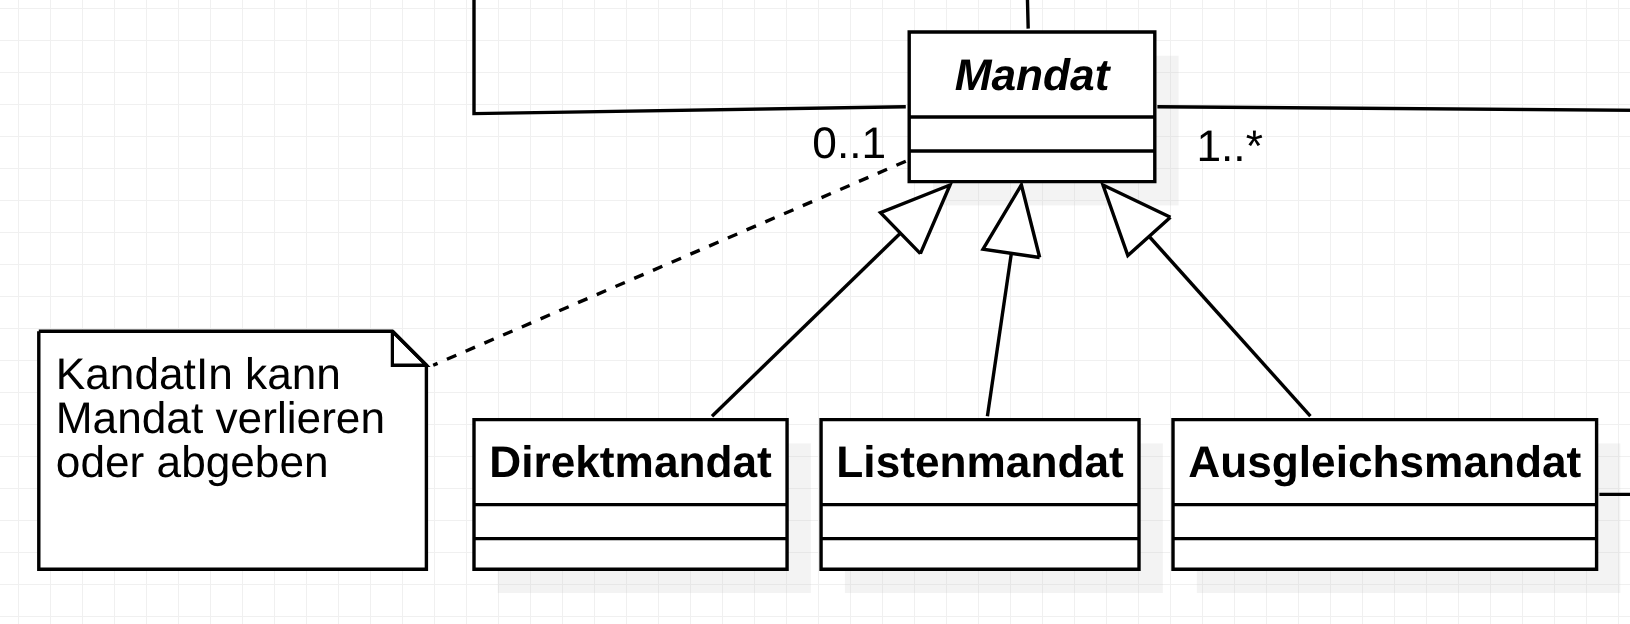 Mandat
0..1
1..*
KandatIn kann
Mandat verlieren
oder abgeben
Direktmandat
Listenmandat
Ausgleichsmandat